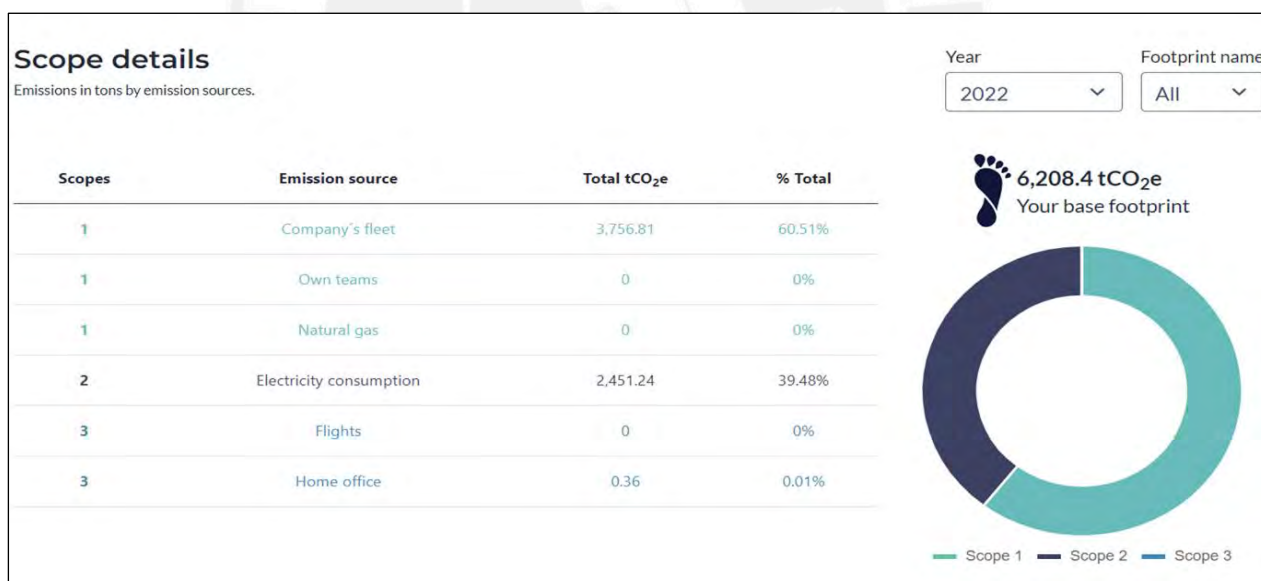 Scope details
Emissions in tons by emission sources.
Year
Footprint name
2022
All
Scopes Emission source Total tCO₂e % Total
1 Company´s fleet 3,756.81 60.51%
1 Own teams 0 0%
1 Natural gas 0 0%
2 Electricity consumption 2,451.24 39.48%
3 Flights 0 0%
3 Home office 0.36 0.01%
6,208.4 tCO₂e
Your base footprint
Scope 1 Scope 2 Scope 3